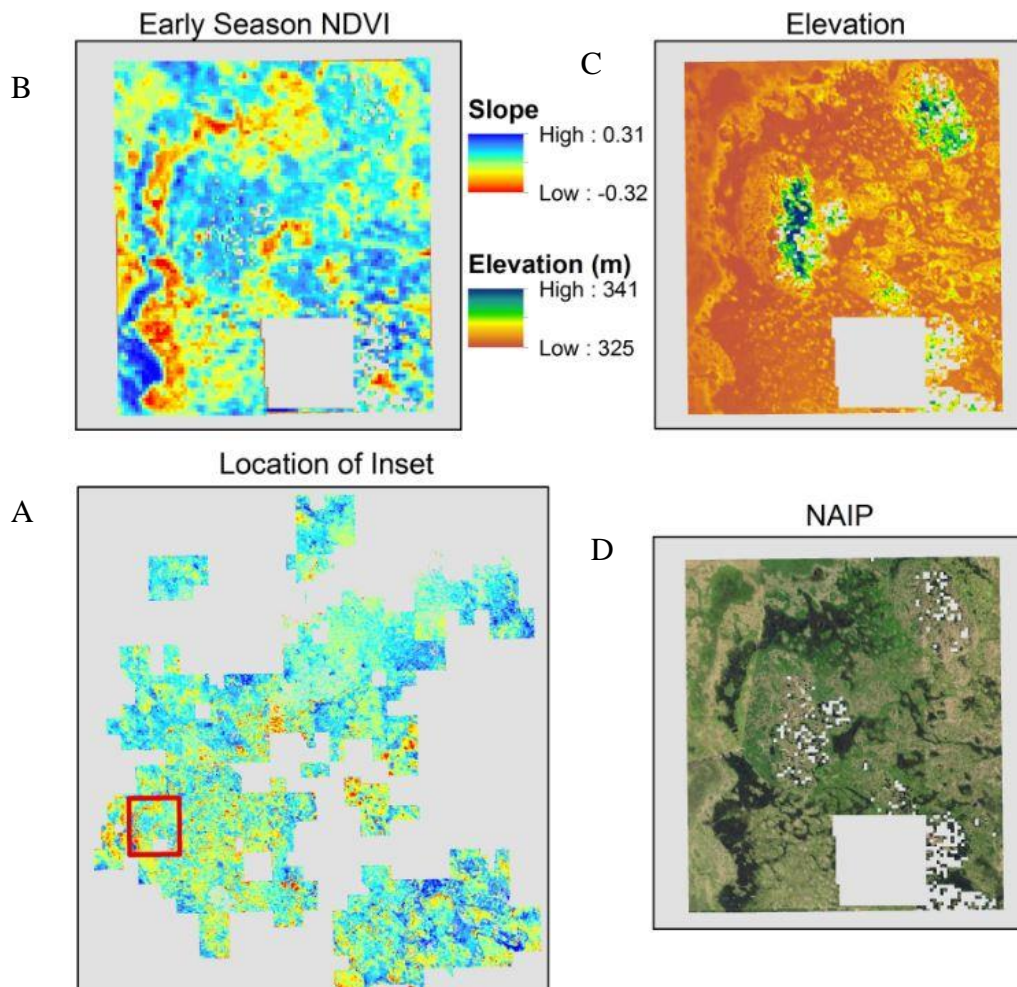 Early Season NDVI
Elevation
B
C
Slope
High : 0.31
Low : -0.32
Elevation (m)
High : 341
Low : 325
Location of Inset
A
NAIP
D